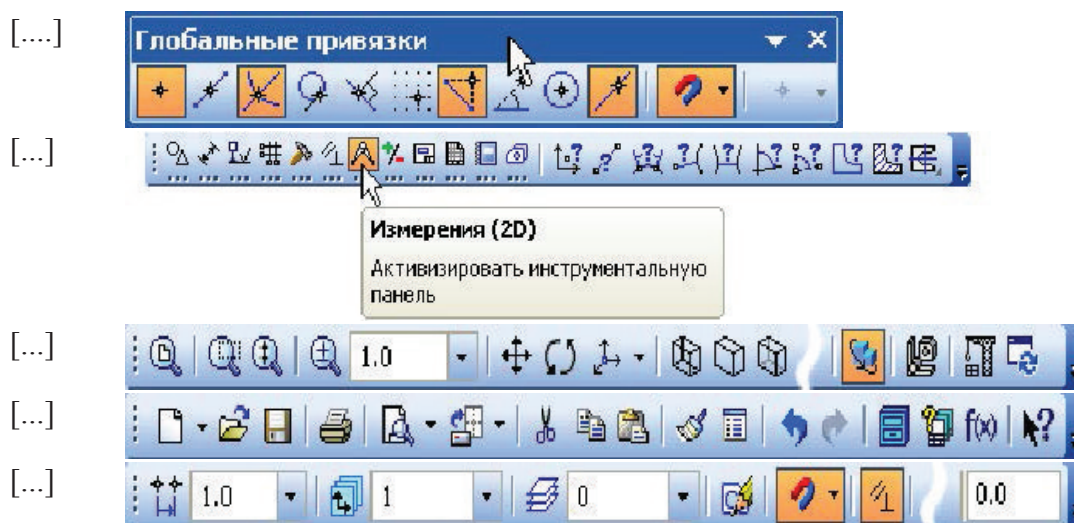 [....]
Глобальные привязки
[...]
Измерения (2D)
Активизировать инструментальную
панель
[...]
1.0
[...]
f(x)
[...]
1.0 1 0 0.0